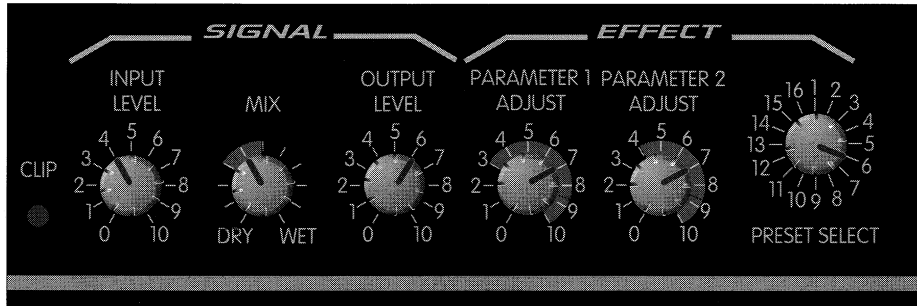 SIGNAL
EFFECT
INPUT
LEVEL
MIX
OUTPUT
LEVEL
PARAMETER 1
ADJUST
PARAMETER 2
ADJUST
CLIP
0 1 2 3 4 5 6 7 8 9 10
DRY WET
0 1 2 3 4 5 6 7 8 9 10
0 1 2 3 4 5 6 7 8 9 10
0 1 2 3 4 5 6 7 8 9 10
1 2 3 4 5 6 7 8 9 10 11 12 13 14 15 16
PRESET SELECT